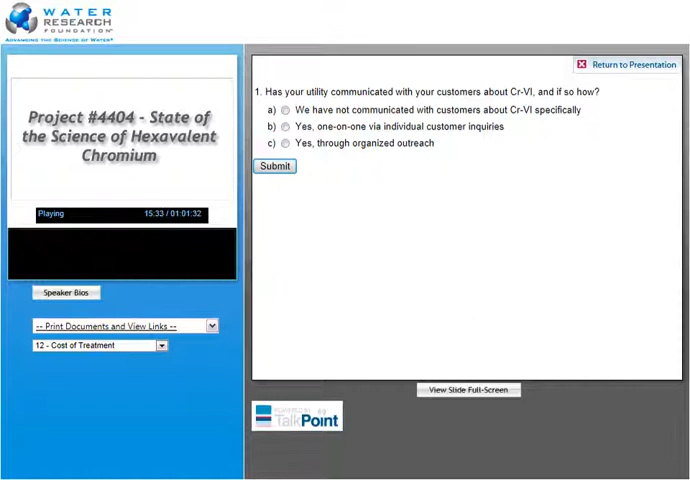 WATER
RESEARCH
FOUNDATION
ADVANCING THE SCIENCE OF WATER
Return to Presentation
Project #4404 - State of
the Science of Hexavalent
Chromium
Playing 15:33 / 01:01:32
1. Has your utility communicated with your customers about Cr-VI, and if so how?
a) We have not communicated with customers about Cr-VI specifically
b) Yes, one-on-one via individual customer inquiries
c) Yes, through organized outreach
Submit
Speaker Bios
-- Print Documents and View Links --
12 - Cost of Treatment
View Slide Full-Screen
POWERED BY
TalkPoint